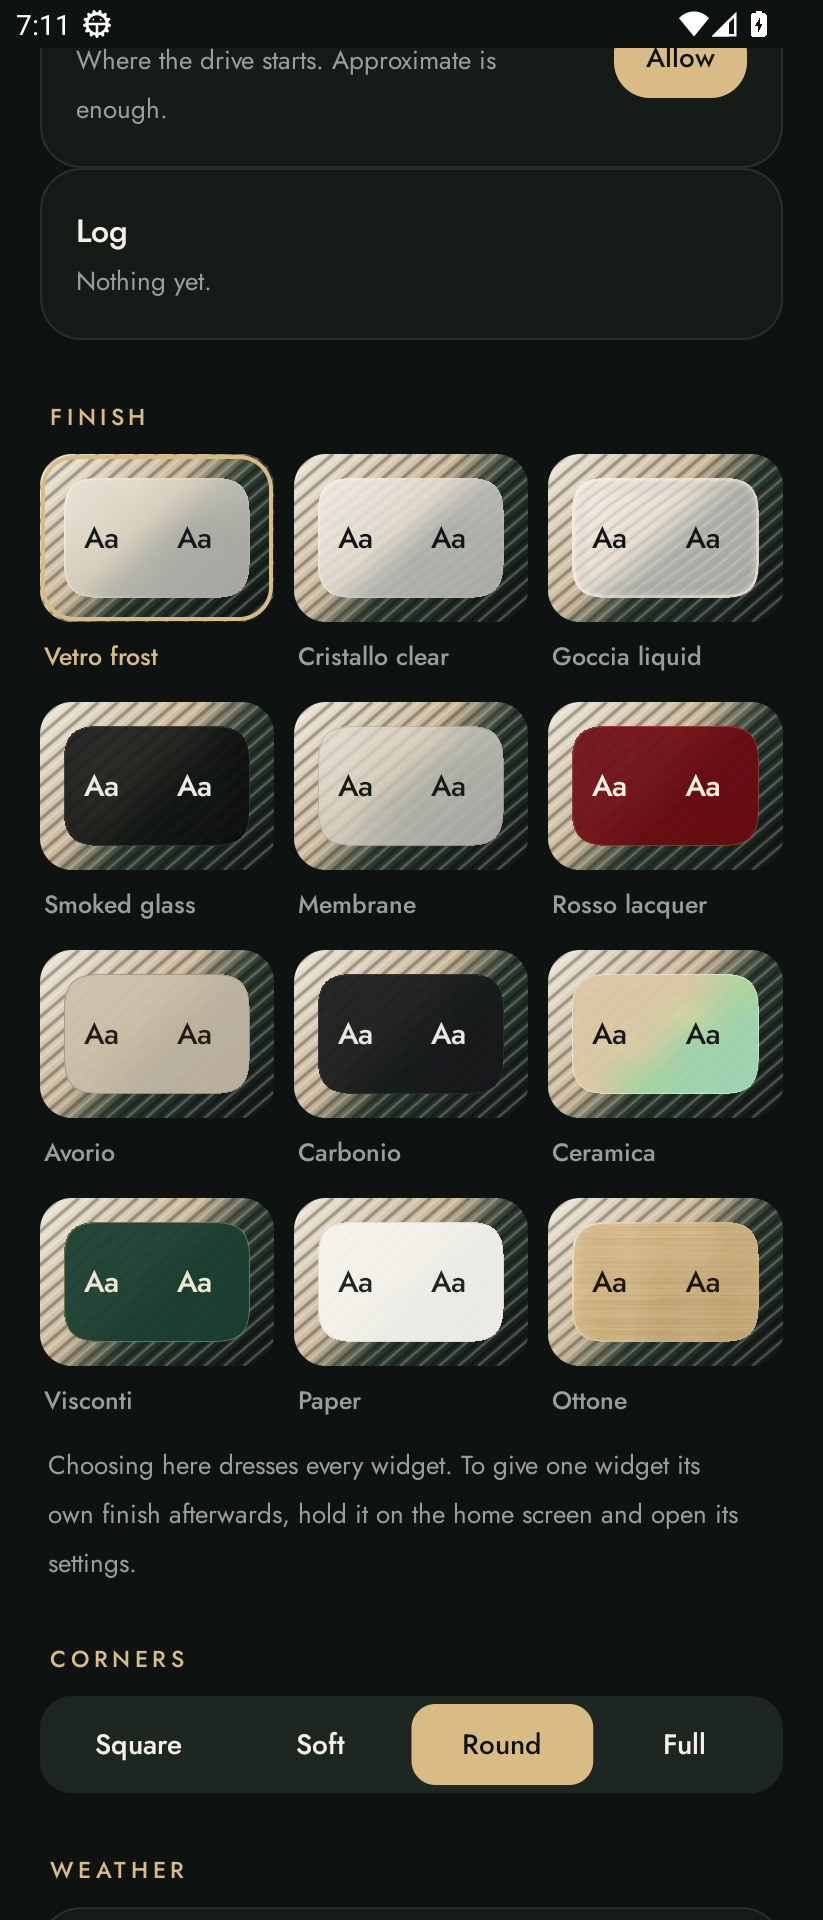 7:11
Where the drive starts. Approximate is
enough.
Allow
Log
Nothing yet.
FINISH
Aa Aa
Aa Aa
Aa Aa
Vetro frost
Cristallo clear
Goccia liquid
Aa Aa
Aa Aa
Aa Aa
Smoked glass
Membrane
Rosso lacquer
Aa Aa
Aa Aa
Aa Aa
Avorio
Carbonio
Ceramica
Aa Aa
Aa Aa
Aa Aa
Visconti
Paper
Ottone
Choosing here dresses every widget. To give one widget its
own finish afterwards, hold it on the home screen and open its
settings.
CORNERS
Square
Soft
Round
Full
WEATHER